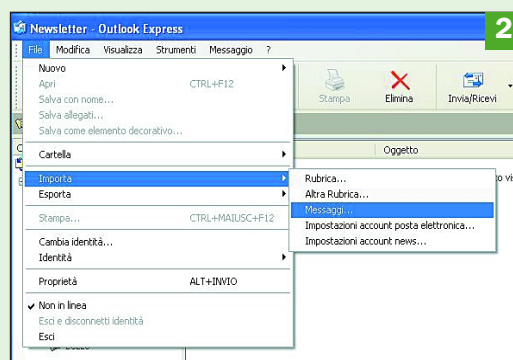 Newsletter - Outlook Express
2
File Modifica Visualizza Strumenti Messaggio ?
Nuovo
Apri CTRL+F12
Salva con nome...
Salva allegati...
Salva come elemento decorativo...
Stampa Elimina Invia/Ricevi
Cartella
Oggetto
Importa
Esporta
Rubrica...
Altra Rubrica...
Messaggi...
Impostazioni account posta elettronica...
Impostazioni account news...
Stampa... CTRL+MAIUSC+F12
Cambia identità...
Identità
Proprietà ALT+INVIO
Non in linea
Esci e disconnetti identità
Esci